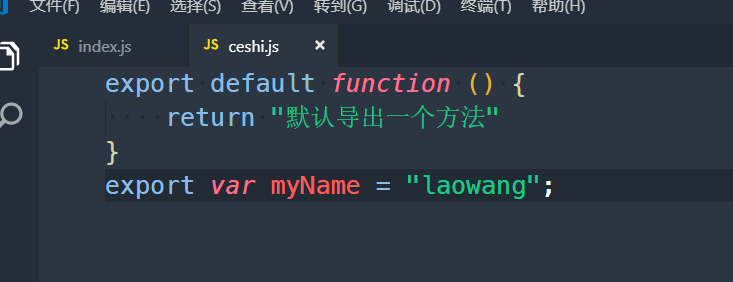 文件(F) 编辑(E) 选择(S) 查看(V) 转到(G) 调试(D) 终端(T) 帮助(H)
JS index.js JS ceshi.js ×
export default function () {
return "默认导出一个方法"
}
export var myName = "laowang";